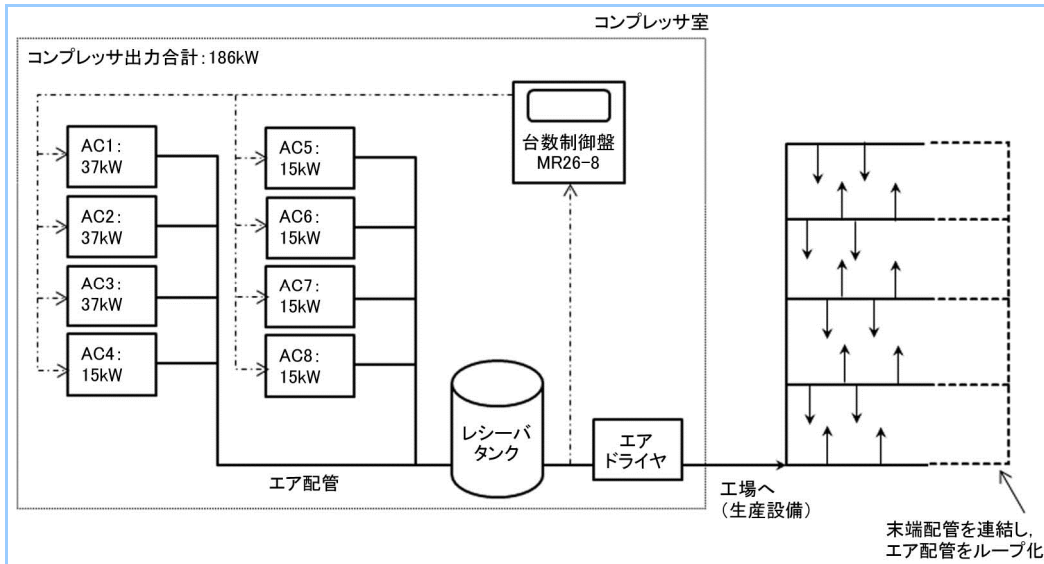 コンプレッサ室
コンプレッサ出力合計:186kW
台数制御盤
MR26-8
AC1:
37kW
AC2:
37kW
AC3:
37kW
AC4:
15kW
AC5:
15kW
AC6:
15kW
AC7:
15kW
AC8:
15kW
レシーバ
タンク
エア
ドライヤ
エア配管
工場へ
(生産設備)
末端配管を連結し,
エア配管をループ化